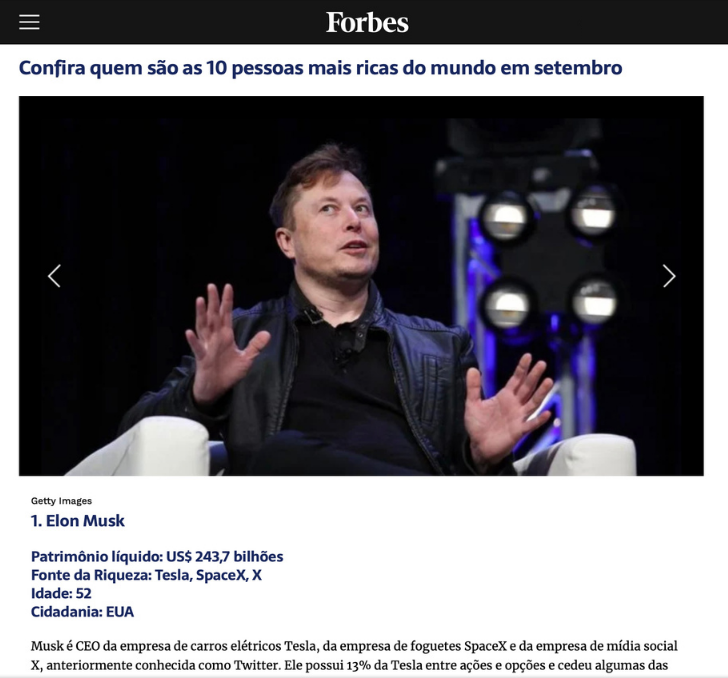 Forbes
Confira quem são as 10 pessoas mais ricas do mundo em setembro
Getty Images
1. Elon Musk
Patrimônio líquido: US$ 243,7 bilhões
Fonte da Riqueza: Tesla, SpaceX, X
Idade: 52
Cidadania: EUA
Musk é CEO da empresa de carros elétricos Tesla, da empresa de foguetes SpaceX e da empresa de mídia social
X, anteriormente conhecida como Twitter. Ele possui 13% da Tesla entre ações e opções e cedeu algumas das